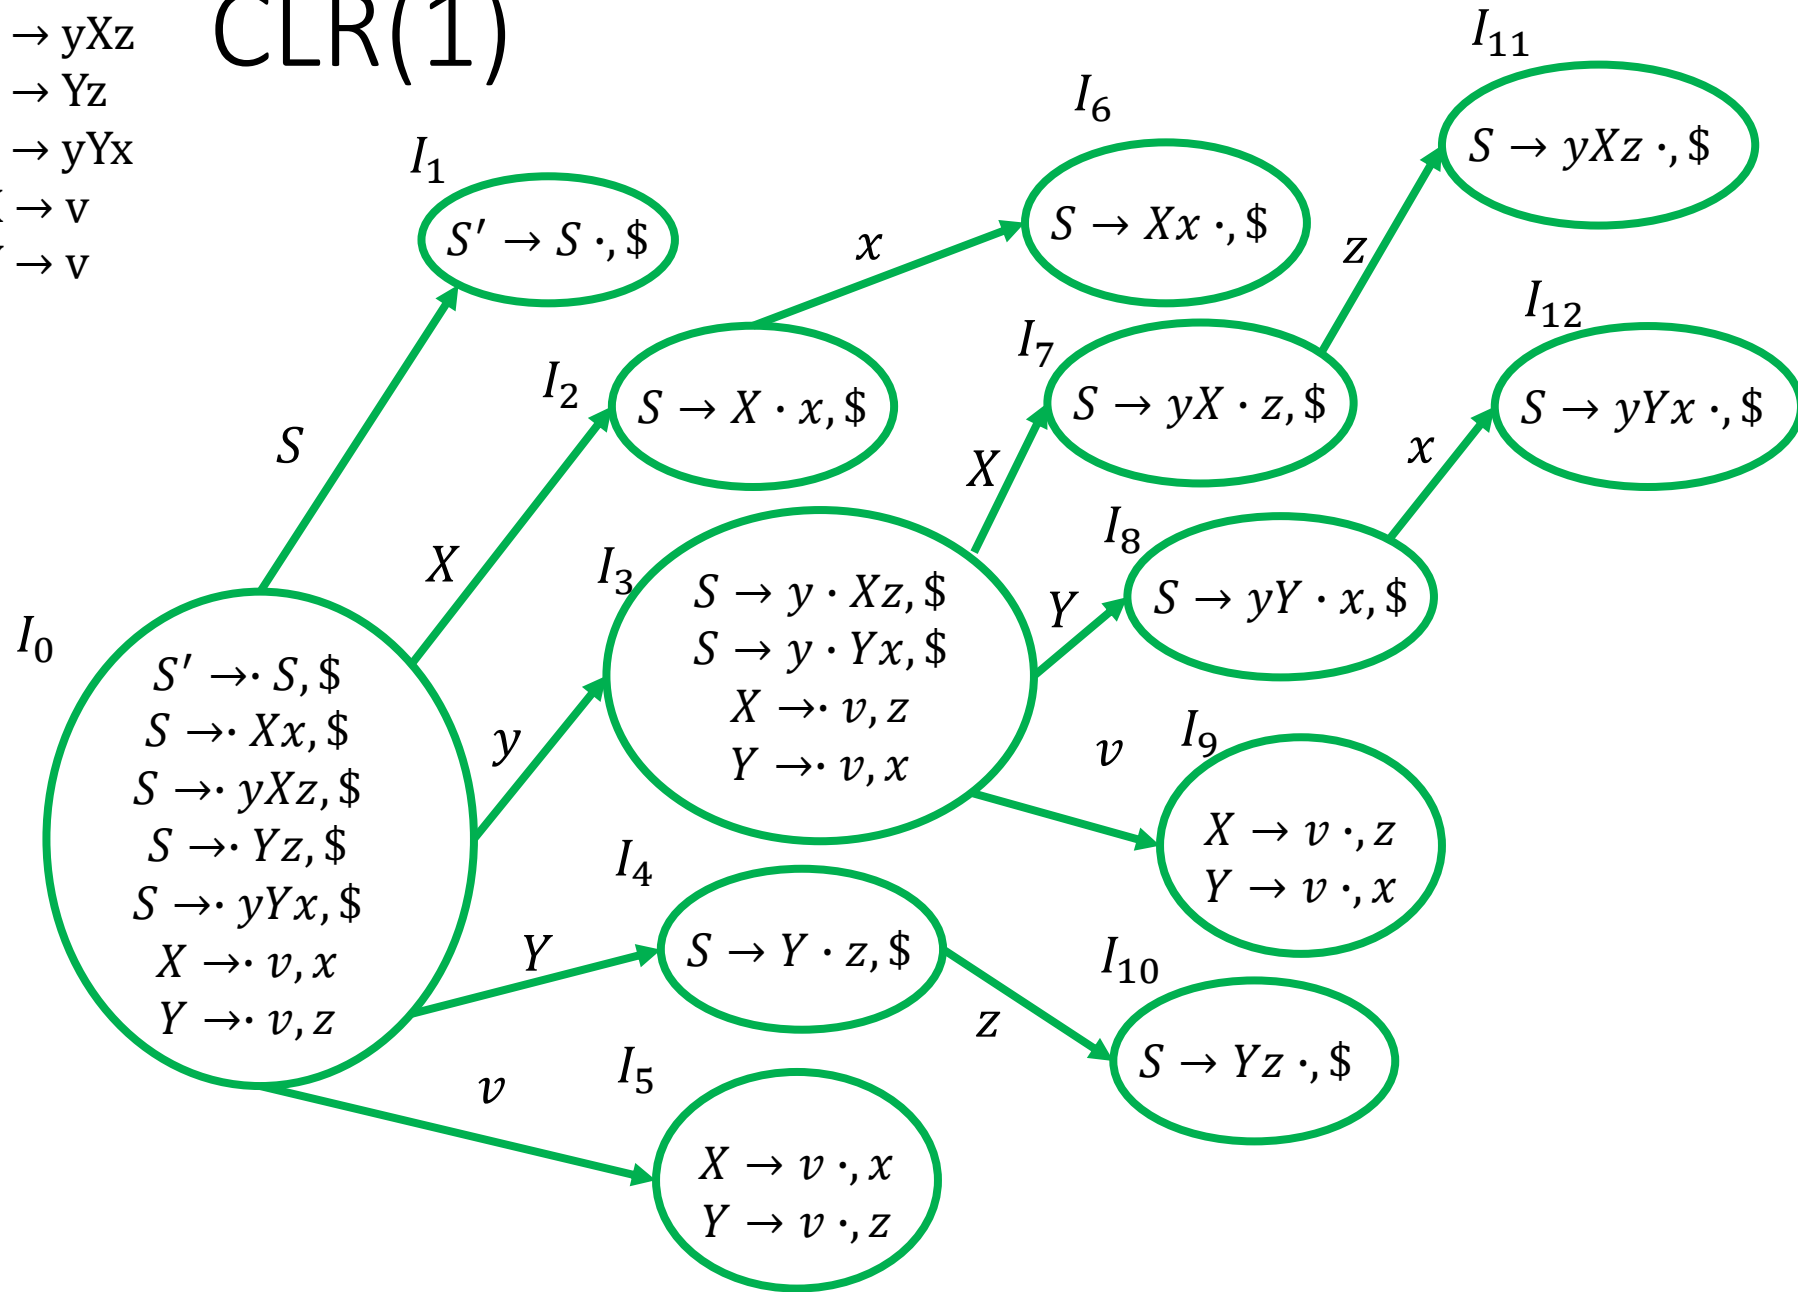 CLR(1)
→ yXz
→ Yz
→ yYx
→ v
→ v
I₀
S′ →· S, $
S →· Xx, $
S →· yXz, $
S →· Yz, $
S →· yYx, $
X →· v, x
Y →· v, z
S
I₁
S′ → S ·, $
X
I₂
S → X · x, $
y
I₃
S → y · Xz, $
S → y · Yx, $
X →· v, z
Y →· v, x
Y
I₄
S → Y · z, $
v
I₅
X → v ·, x
Y → v ·, z
x
I₆
S → Xx ·, $
X
I₇
S → yX · z, $
Y
I₈
S → yY · x, $
v
I₉
X → v ·, z
Y → v ·, x
z
I₁₀
S → Yz ·, $
z
I₁₁
S → yXz ·, $
x
I₁₂
S → yYx ·, $